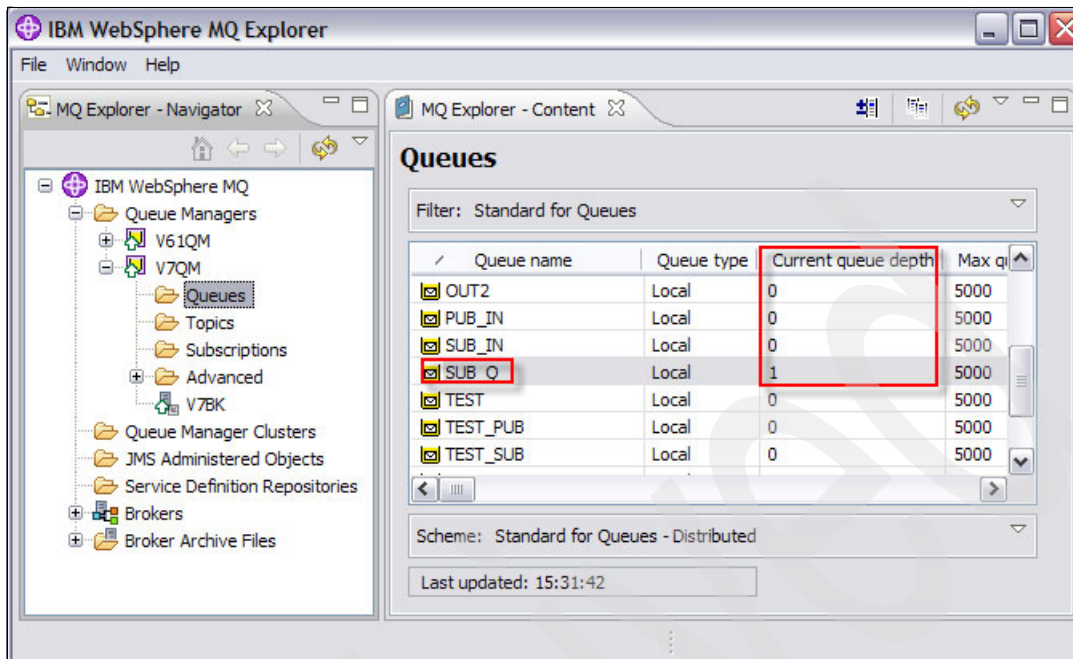 IBM WebSphere MQ Explorer
File Window Help
MQ Explorer - Navigator
IBM WebSphere MQ
Queue Managers
V61QM
V7QM
Queues
Topics
Subscriptions
Advanced
V7BK
Queue Manager Clusters
JMS Administered Objects
Service Definition Repositories
Brokers
Broker Archive Files
MQ Explorer - Content
Queues
Filter: Standard for Queues
Queue name Queue type Current queue depth Max qu
OUT2 Local 0 5000
PUB_IN Local 0 5000
SUB_IN Local 0 5000
SUB_Q Local 1 5000
TEST Local 0 5000
TEST_PUB Local 0 5000
TEST_SUB Local 0 5000
Scheme: Standard for Queues - Distributed
Last updated: 15:31:42